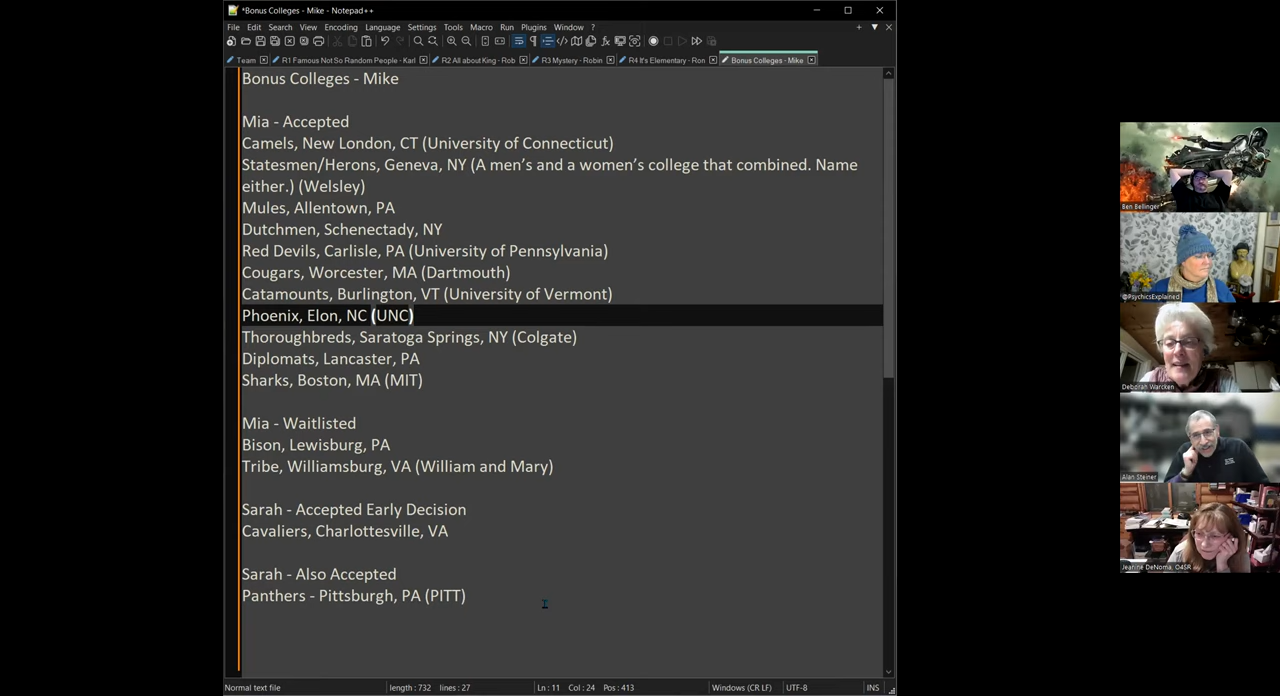 *Bonus Colleges - Mike - Notepad++
File Edit Search View Encoding Language Settings Tools Macro Run Plugins Window ?
Team R1 Famous Not So Random People - Karl R2 All about King - Rob R3 Mystery - Robin R4 It's Elementary - Ron Bonus Colleges - Mike
Bonus Colleges - Mike
Mia - Accepted
Camels, New London, CT (University of Connecticut)
Statesmen/Herons, Geneva, NY (A men's and a women's college that combined. Name
either.) (Welsley)
Mules, Allentown, PA
Dutchmen, Schenectady, NY
Red Devils, Carlisle, PA (University of Pennsylvania)
Cougars, Worcester, MA (Dartmouth)
Catamounts, Burlington, VT (University of Vermont)
Phoenix, Elon, NC (UNC)
Thoroughbreds, Saratoga Springs, NY (Colgate)
Diplomats, Lancaster, PA
Sharks, Boston, MA (MIT)
Mia - Waitlisted
Bison, Lewisburg, PA
Tribe, Williamsburg, VA (William and Mary)
Sarah - Accepted Early Decision
Cavaliers, Charlottesville, VA
Sarah - Also Accepted
Panthers - Pittsburgh, PA (PITT)
Normal text file length : 732 lines : 27 Ln : 11 Col : 24 Pos : 413 Windows (CR LF) UTF-8 INS
Ben Bellinger
@PsychicsExplained
Deborah Warcken
Alan Steiner
Jeanine DeNoma, O4SR